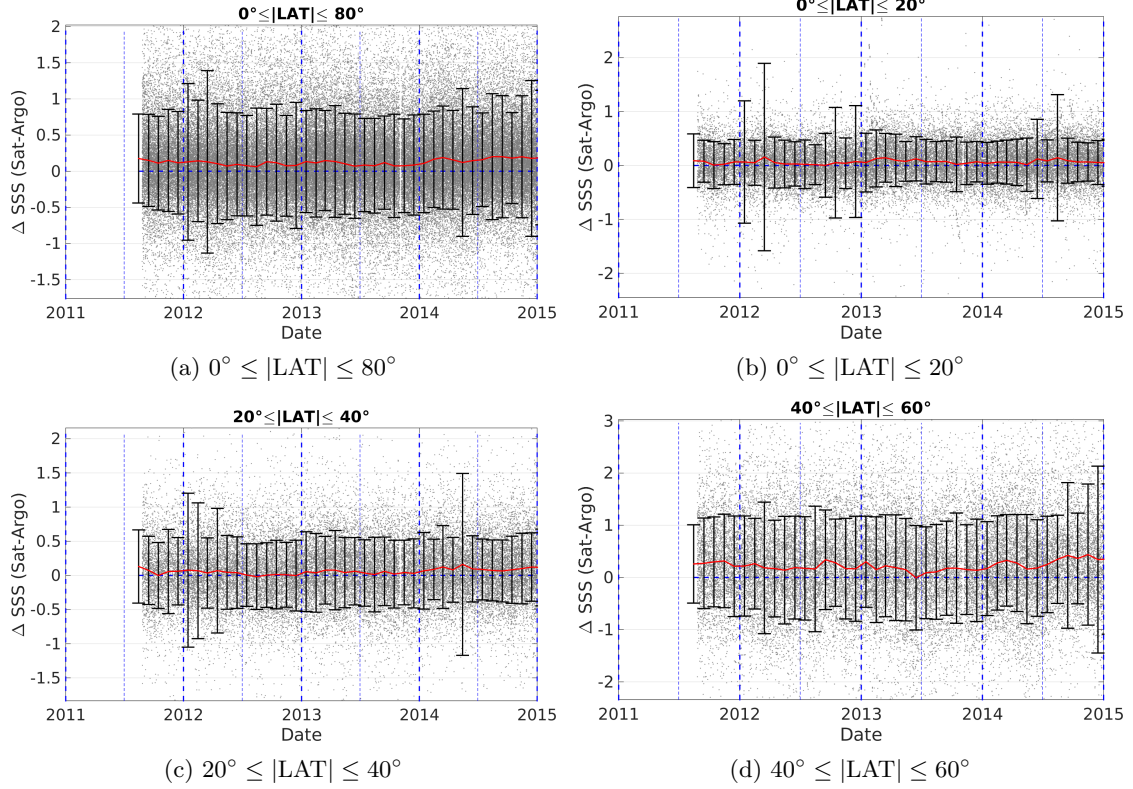 0°≤|LAT|≤ 80°
2
1.5
1
0.5
0
-0.5
-1
-1.5
Δ SSS (Sat-Argo)
2011 2012 2013 2014 2015
Date
(a) 0° ≤ |LAT| ≤ 80°
0°≤|LAT|≤ 20°
2
1
0
-1
-2
Δ SSS (Sat-Argo)
2011 2012 2013 2014 2015
Date
(b) 0° ≤ |LAT| ≤ 20°
20°≤|LAT|≤ 40°
2
1.5
1
0.5
0
-0.5
-1
-1.5
Δ SSS (Sat-Argo)
2011 2012 2013 2014 2015
Date
(c) 20° ≤ |LAT| ≤ 40°
40°≤|LAT|≤ 60°
3
2
1
0
-1
-2
Δ SSS (Sat-Argo)
2011 2012 2013 2014 2015
Date
(d) 40° ≤ |LAT| ≤ 60°